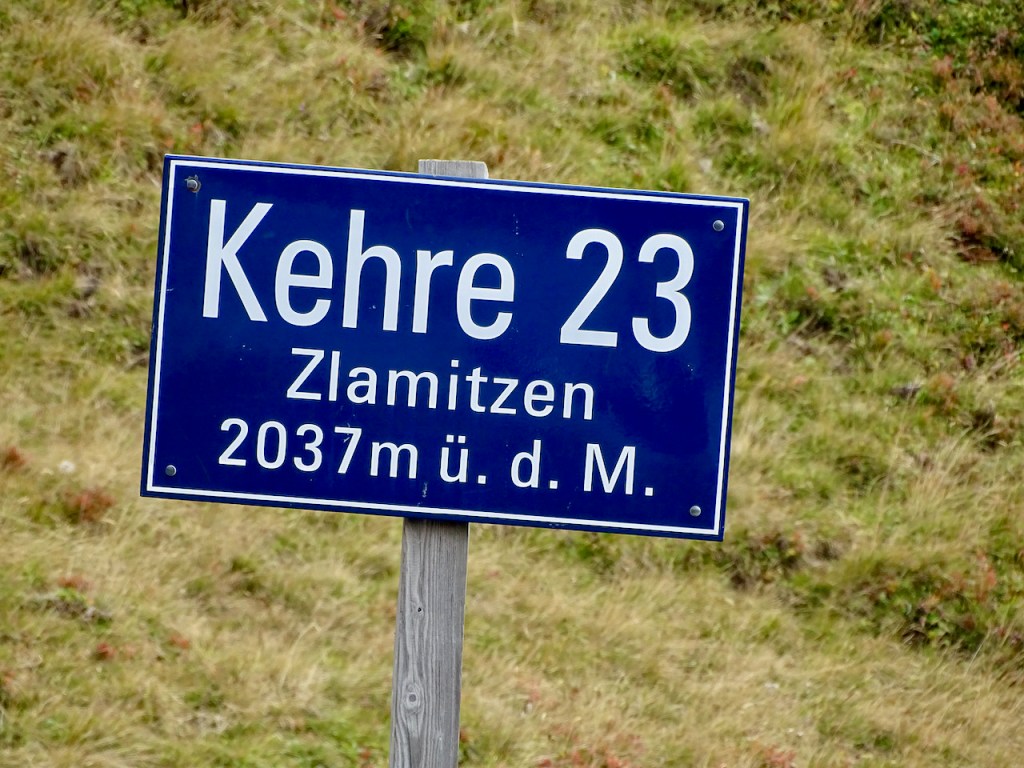 Kehre 23
Zlamitzen
2037m ü. d. M.